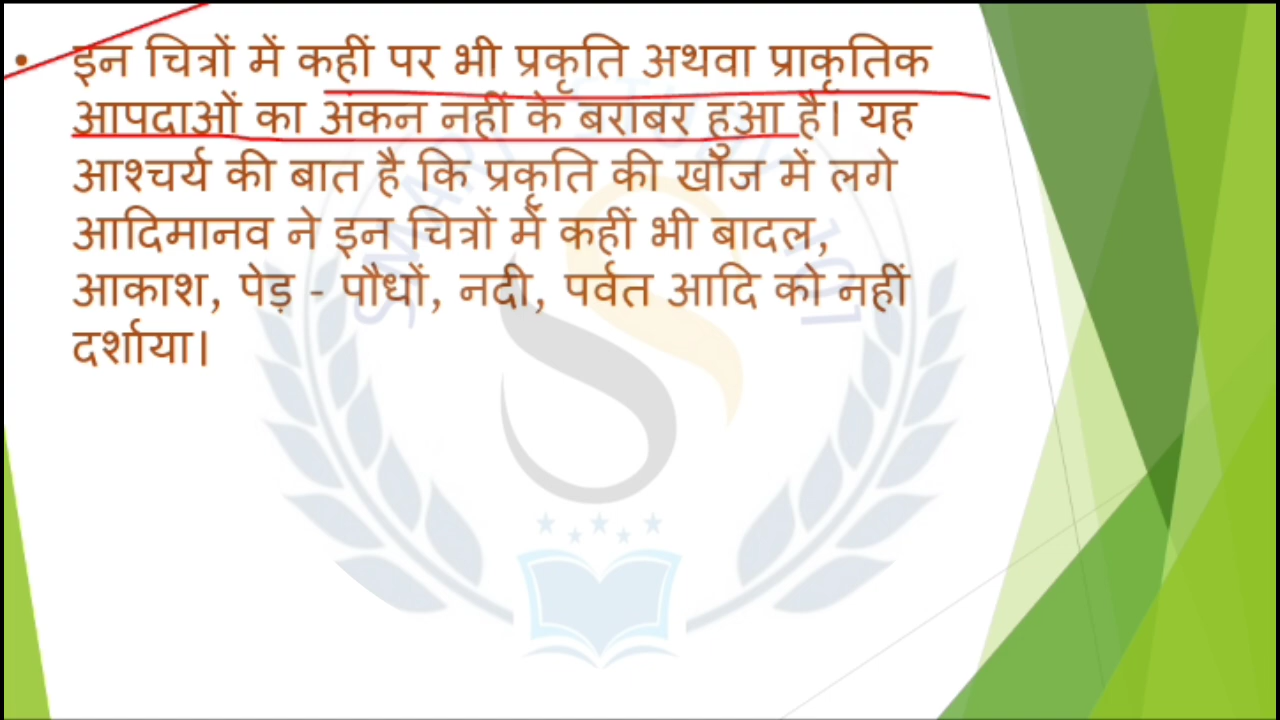 • इन चित्रों में कहीं पर भी प्रकृति अथवा प्राकृतिक
आपदाओं का अंकन नहीं के बराबर हुआ है। यह
आश्चर्य की बात है कि प्रकृति की खोज में लगे
आदिमानव ने इन चित्रों में कहीं भी बादल,
आकाश, पेड़ - पौधों, नदी, पर्वत आदि को नहीं
दर्शाया।